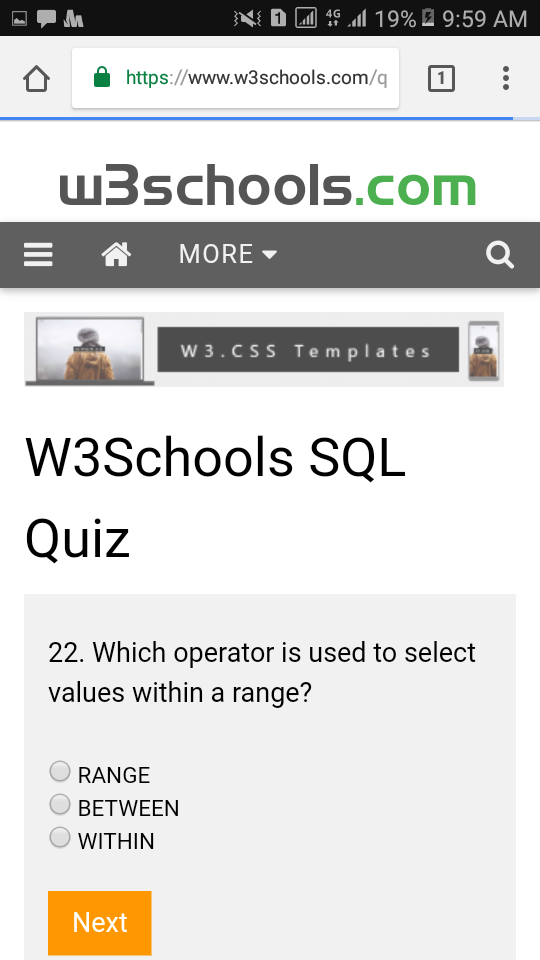 4G 19% 9:59 AM
https://www.w3schools.com/q
1
w3schools.com
MORE
W3.CSS Templates
W3Schools SQL
Quiz
22. Which operator is used to select
values within a range?
RANGE
BETWEEN
WITHIN
Next